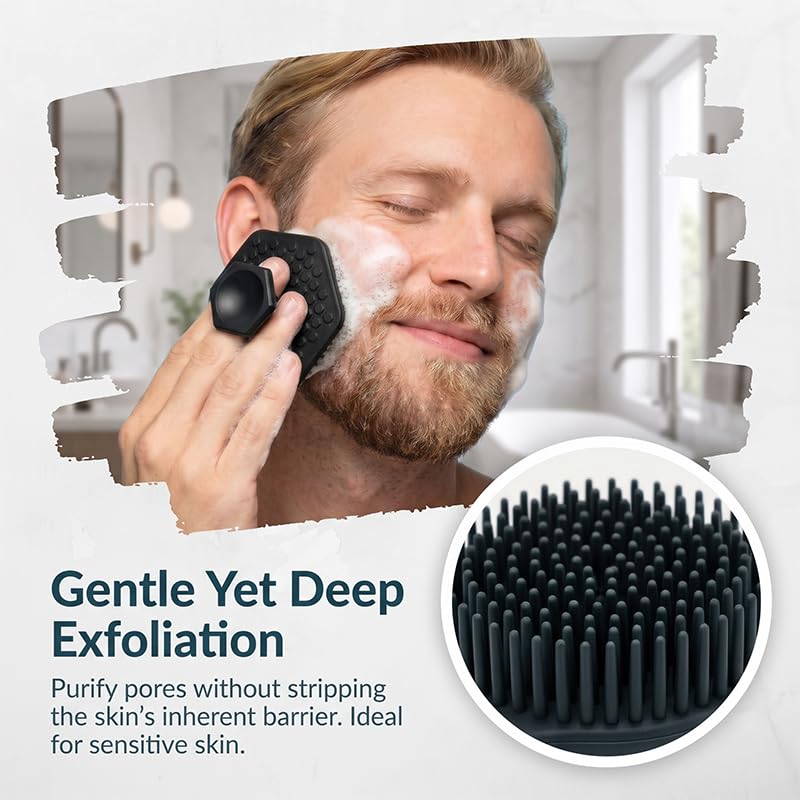 Gentle Yet Deep
Exfoliation
Purify pores without stripping
the skin's inherent barrier. Ideal
for sensitive skin.